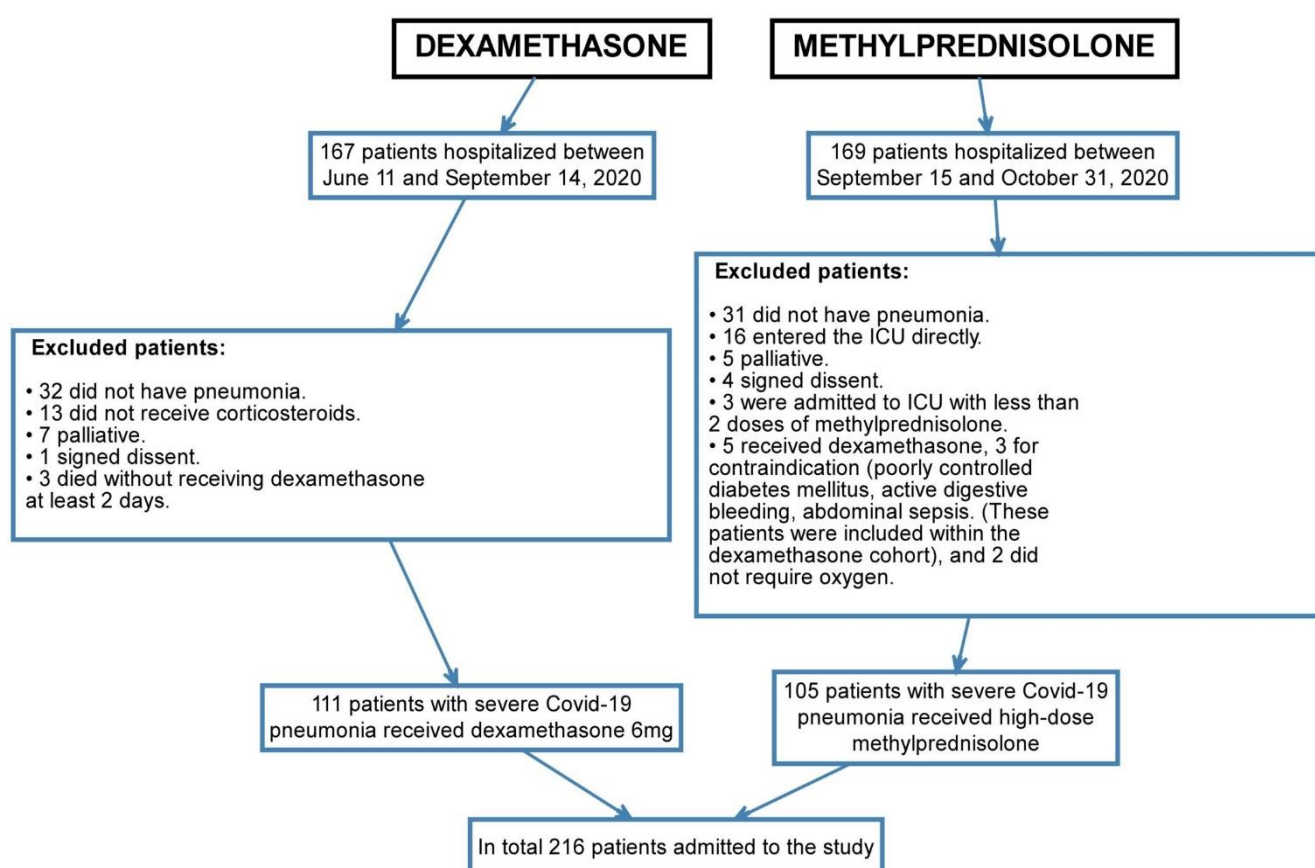 DEXAMETHASONE
METHYLPREDNISOLONE
167 patients hospitalized between
June 11 and September 14, 2020
169 patients hospitalized between
September 15 and October 31, 2020
Excluded patients:
• 32 did not have pneumonia.
• 13 did not receive corticosteroids.
• 7 palliative.
• 1 signed dissent.
• 3 died without receiving dexamethasone
at least 2 days.
Excluded patients:
• 31 did not have pneumonia.
• 16 entered the ICU directly.
• 5 palliative.
• 4 signed dissent.
• 3 were admitted to ICU with less than
2 doses of methylprednisolone.
• 5 received dexamethasone, 3 for
contraindication (poorly controlled
diabetes mellitus, active digestive
bleeding, abdominal sepsis. (These
patients were included within the
dexamethasone cohort), and 2 did
not require oxygen.
111 patients with severe Covid-19
pneumonia received dexamethasone 6mg
105 patients with severe Covid-19
pneumonia received high-dose
methylprednisolone
In total 216 patients admitted to the study